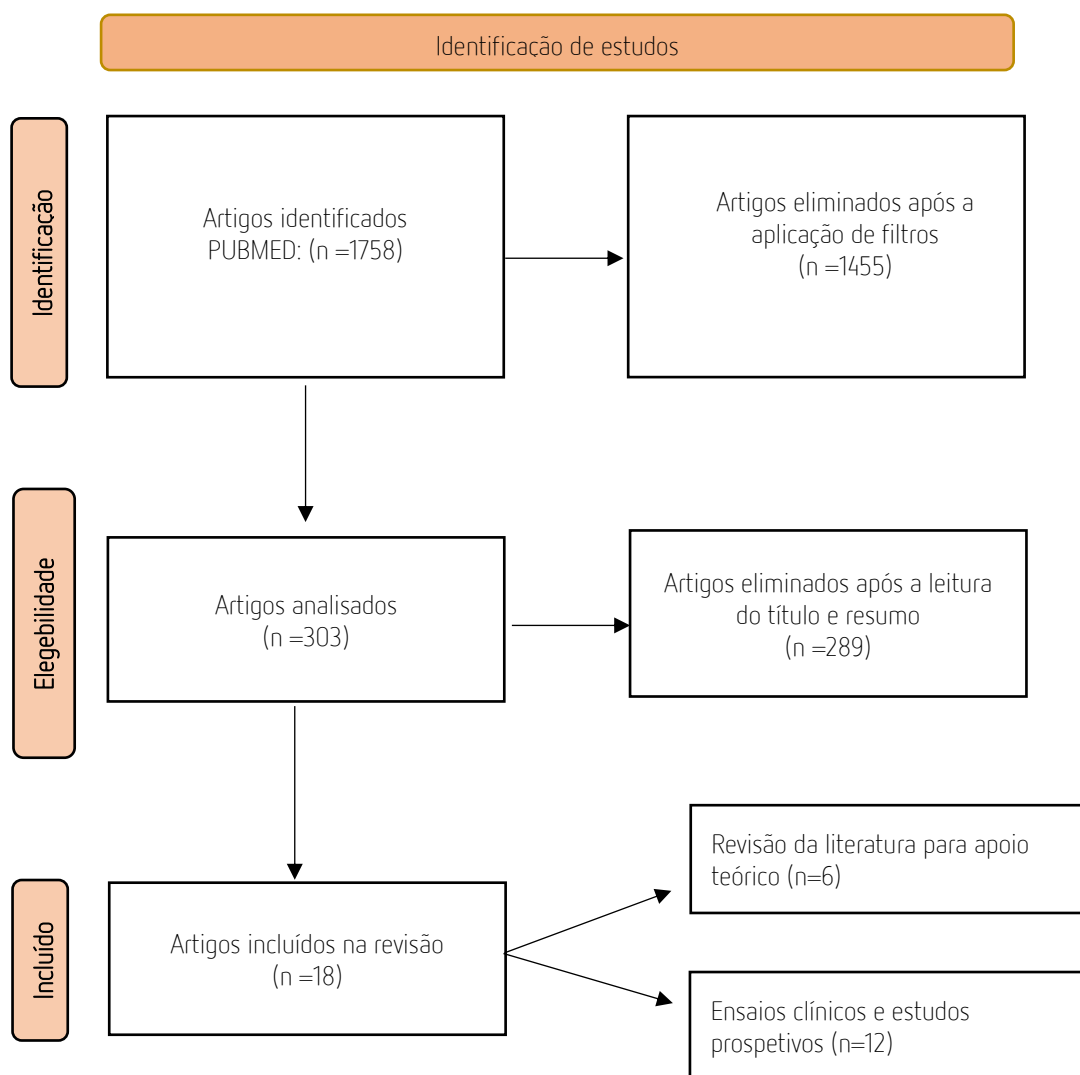 Identificação de estudos
Identificação
Artigos identificados
PUBMED: (n =1758)
Artigos eliminados após a
aplicação de filtros
(n =1455)
Elegebilidade
Artigos analisados
(n =303)
Artigos eliminados após a leitura
do título e resumo
(n =289)
Incluído
Artigos incluídos na revisão
(n =18)
Revisão da literatura para apoio
teórico (n=6)
Ensaios clínicos e estudos
prospetivos (n=12)